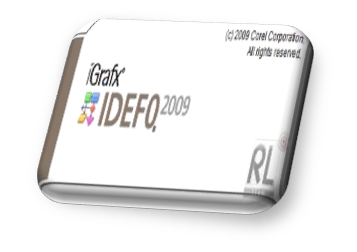 (c) 2009 Corel Corporation.
All rights reserved.
iGrafx®
IDEF0® 2009
RL